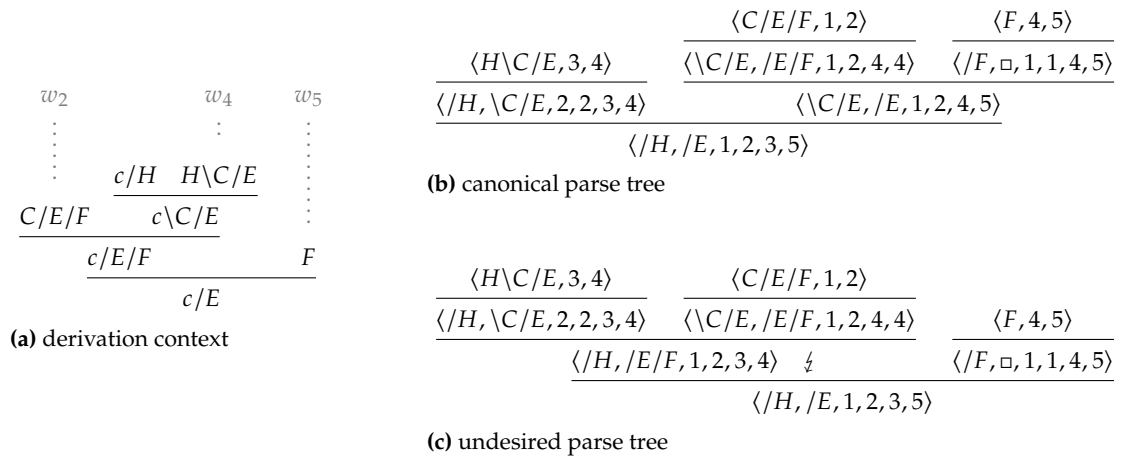 w2 w4 w5
c/H H\C/E
C/E/F c\C/E
c/E/F F
c/E
(a) derivation context
⟨C/E/F, 1, 2⟩ ⟨F, 4, 5⟩
⟨H\C/E, 3, 4⟩ ⟨\C/E, /E/F, 1, 2, 4, 4⟩ ⟨/F, □, 1, 1, 4, 5⟩
⟨/H, \C/E, 2, 2, 3, 4⟩ ⟨\C/E, /E, 1, 2, 4, 5⟩
⟨/H, /E, 1, 2, 3, 5⟩
(b) canonical parse tree
⟨H\C/E, 3, 4⟩ ⟨C/E/F, 1, 2⟩
⟨/H, \C/E, 2, 2, 3, 4⟩ ⟨\C/E, /E/F, 1, 2, 4, 4⟩ ⟨F, 4, 5⟩
⟨/H, /E/F, 1, 2, 3, 4⟩ ↯ ⟨/F, □, 1, 1, 4, 5⟩
⟨/H, /E, 1, 2, 3, 5⟩
(c) undesired parse tree